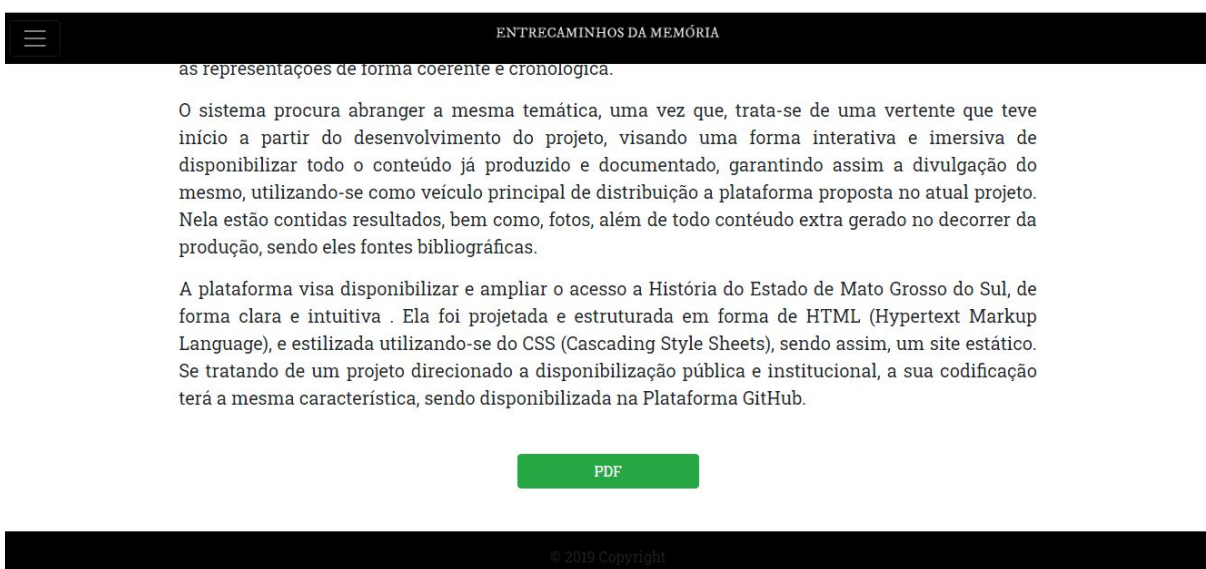 ENTRECAMINHOS DA MEMÓRIA
as representações de forma coerente e cronológica.
O sistema procura abranger a mesma temática, uma vez que, trata-se de uma vertente que teve
início a partir do desenvolvimento do projeto, visando uma forma interativa e imersiva de
disponibilizar todo o conteúdo já produzido e documentado, garantindo assim a divulgação do
mesmo, utilizando-se como veículo principal de distribuição a plataforma proposta no atual projeto.
Nela estão contidas resultados, bem como, fotos, além de todo contéudo extra gerado no decorrer da
produção, sendo eles fontes bibliográficas.
A plataforma visa disponibilizar e ampliar o acesso a História do Estado de Mato Grosso do Sul, de
forma clara e intuitiva . Ela foi projetada e estruturada em forma de HTML (Hypertext Markup
Language), e estilizada utilizando-se do CSS (Cascading Style Sheets), sendo assim, um site estático.
Se tratando de um projeto direcionado a disponibilização pública e institucional, a sua codificação
terá a mesma característica, sendo disponibilizada na Plataforma GitHub.
PDF
© 2019 Copyright